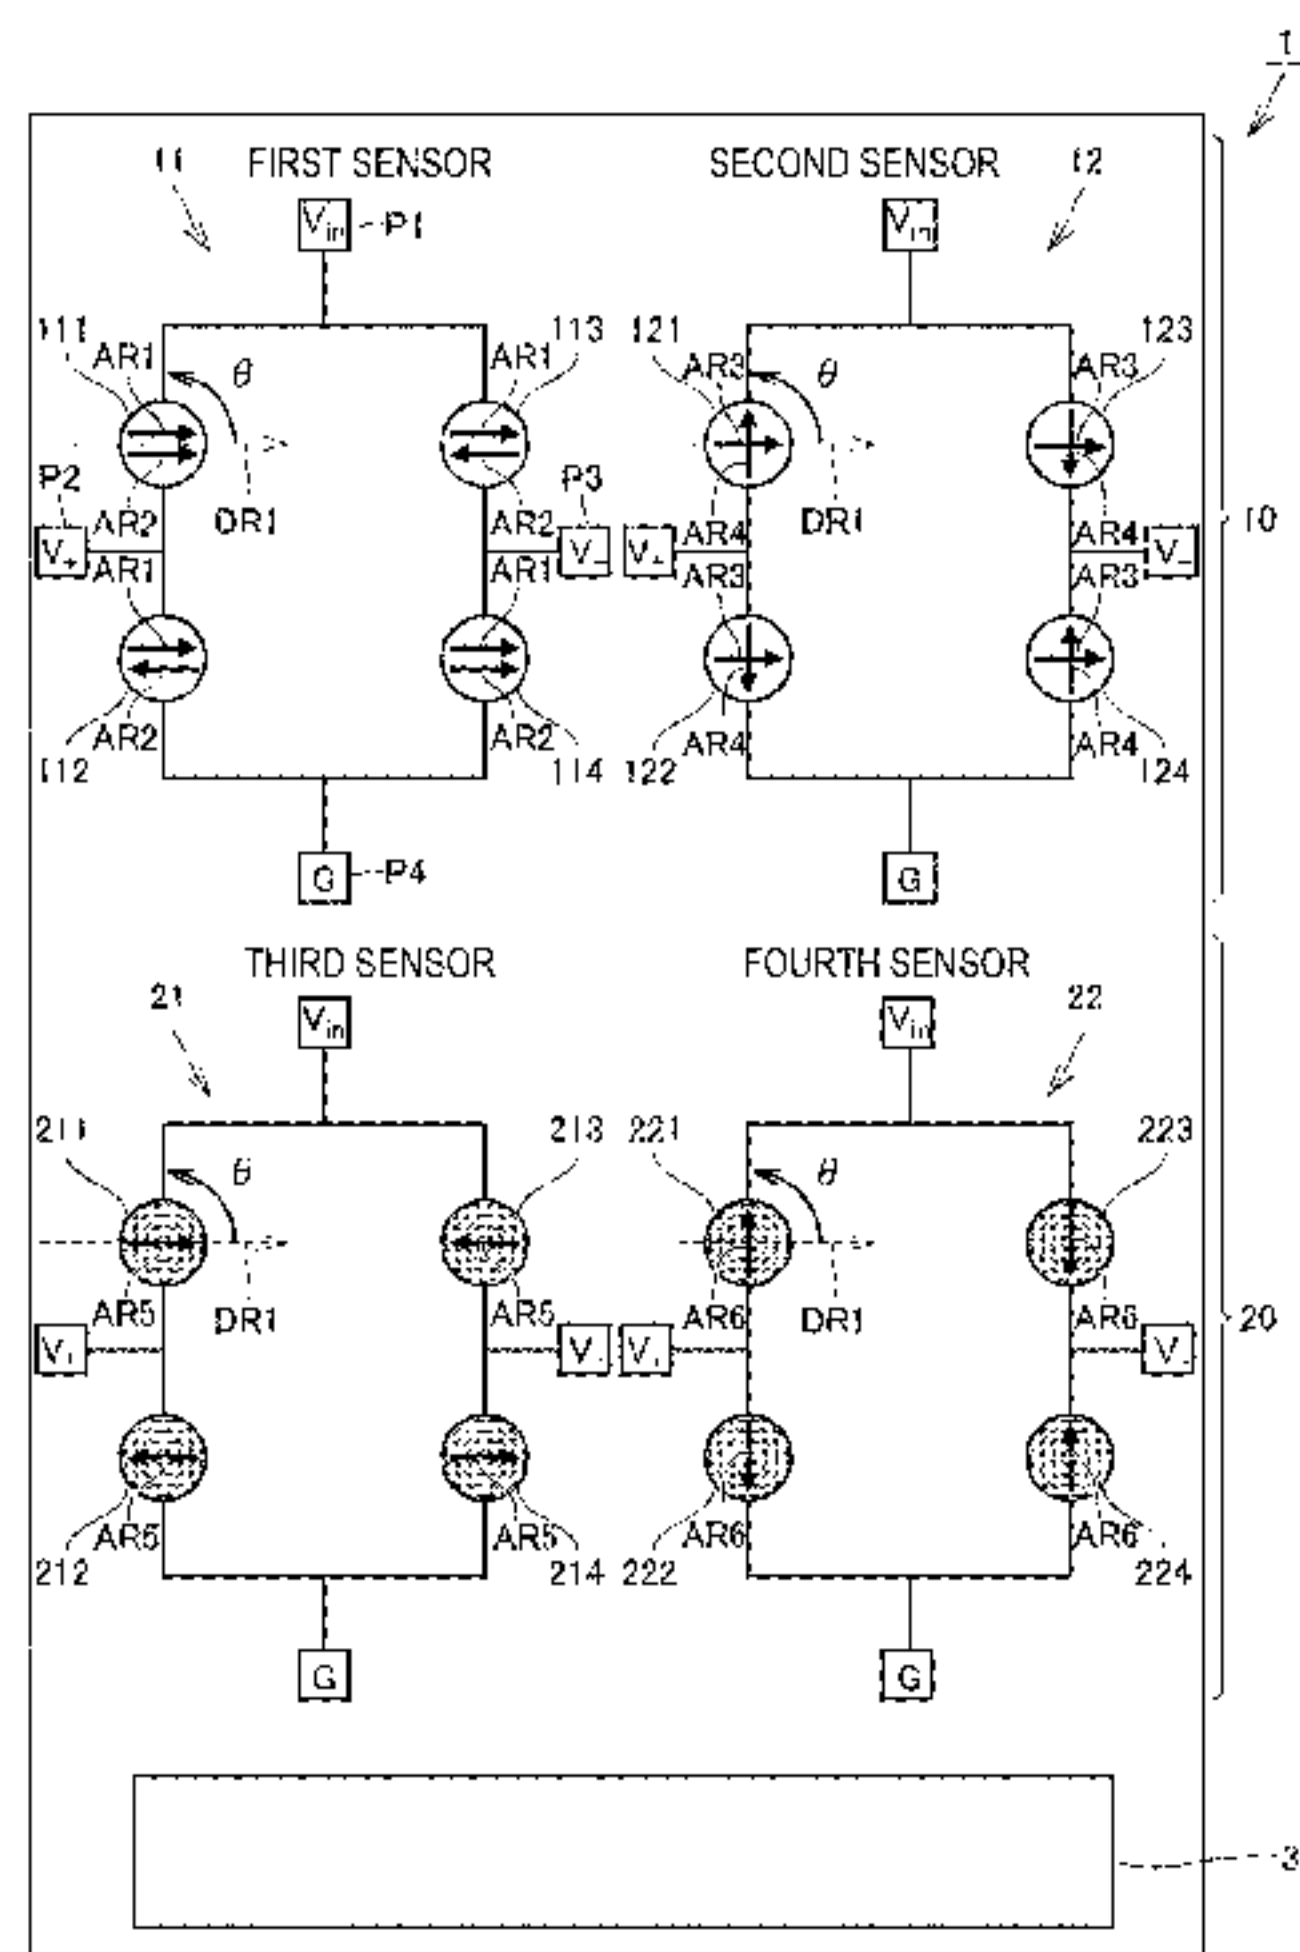 1
11 FIRST SENSOR SECOND SENSOR 12
Vin P1 Vin
111 113 121 123
AR1 θ AR1 AR3 θ AR3
P2 P3
AR2 DR1 AR2 AR4 DR1 AR4
V+ V- V+ V- 10
AR1 AR1 AR3 AR3
AR2 AR2 AR4 AR4
112 114 122 124
G P4 G
THIRD SENSOR FOURTH SENSOR
21 Vin Vin 22
211 213 221 223
θ θ
AR5 DR1 AR5 AR6 DR1 AR6
V+ V- V+ V- 20
AR5 AR5 AR6 AR6
212 214 222 224
G G
3